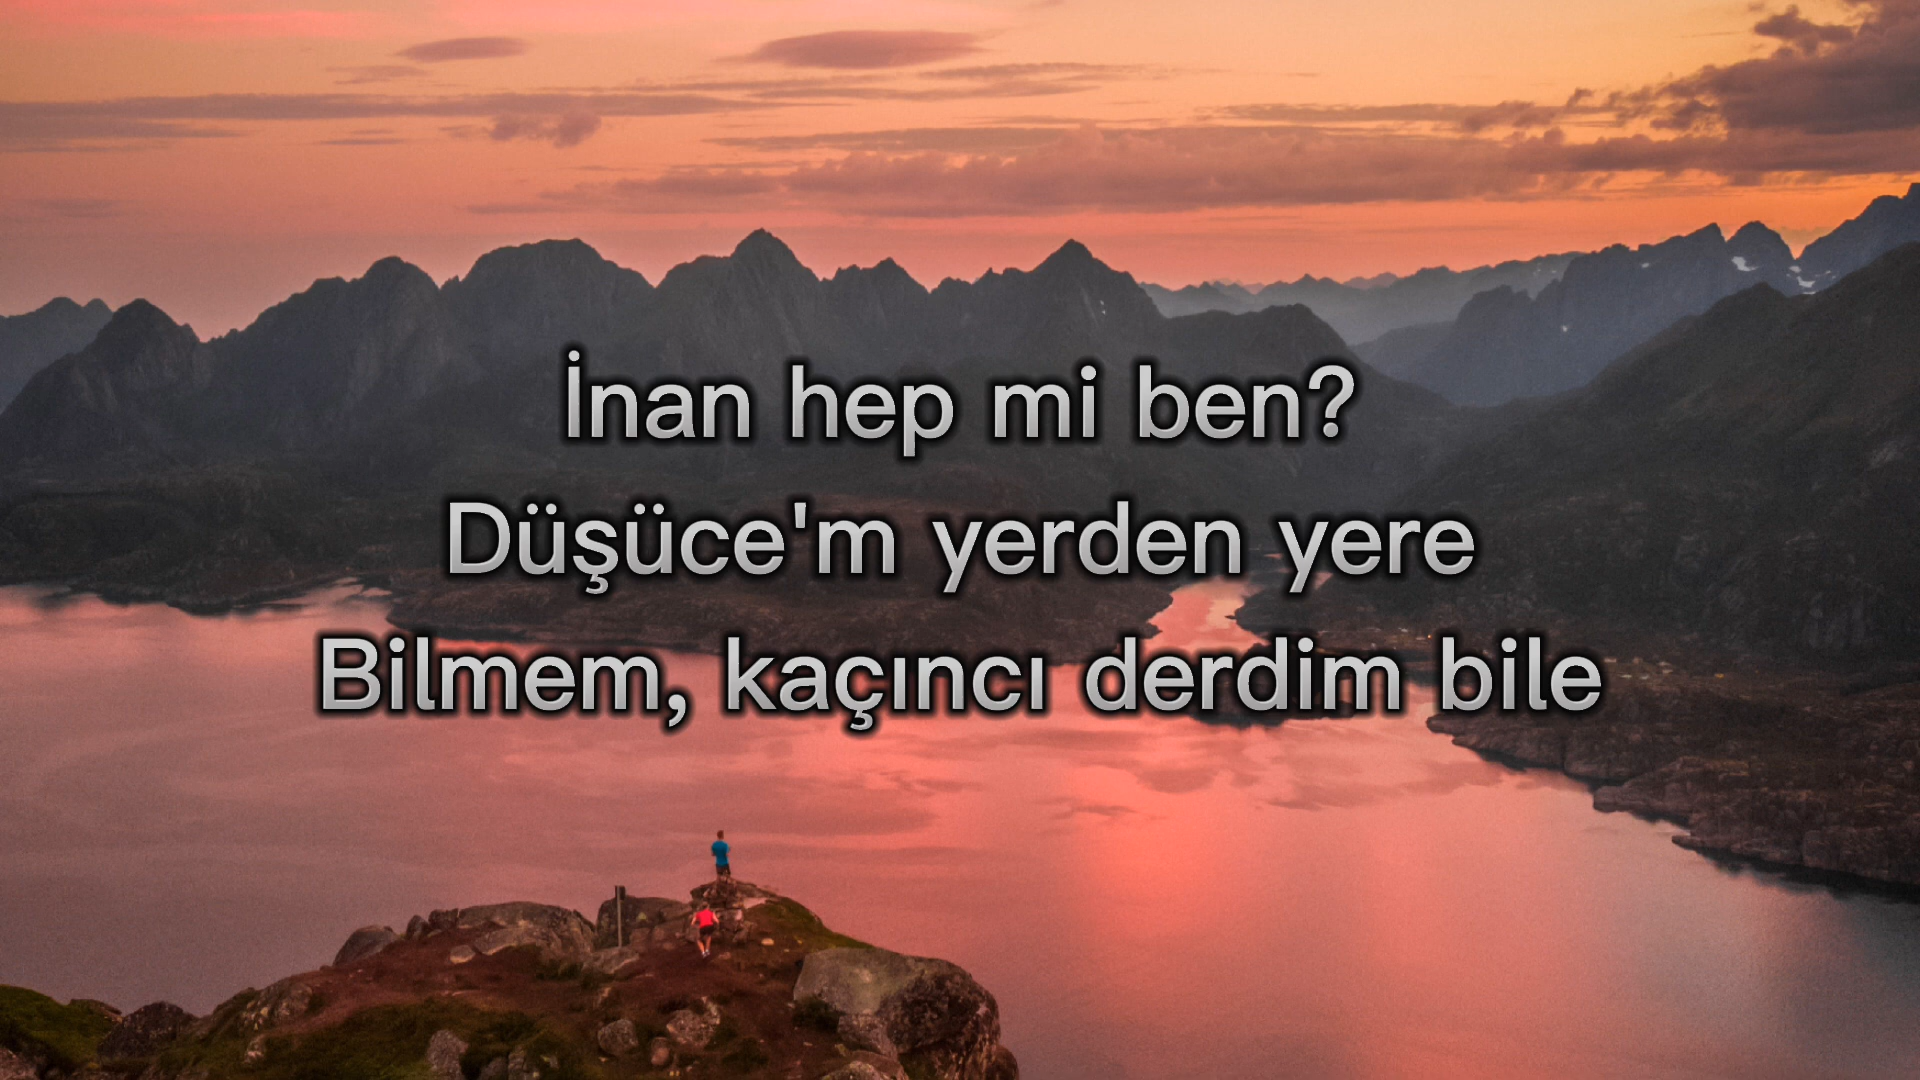 İnan hep mi ben?
Düşüce'm yerden yere
Bilmem, kaçıncı derdim bile